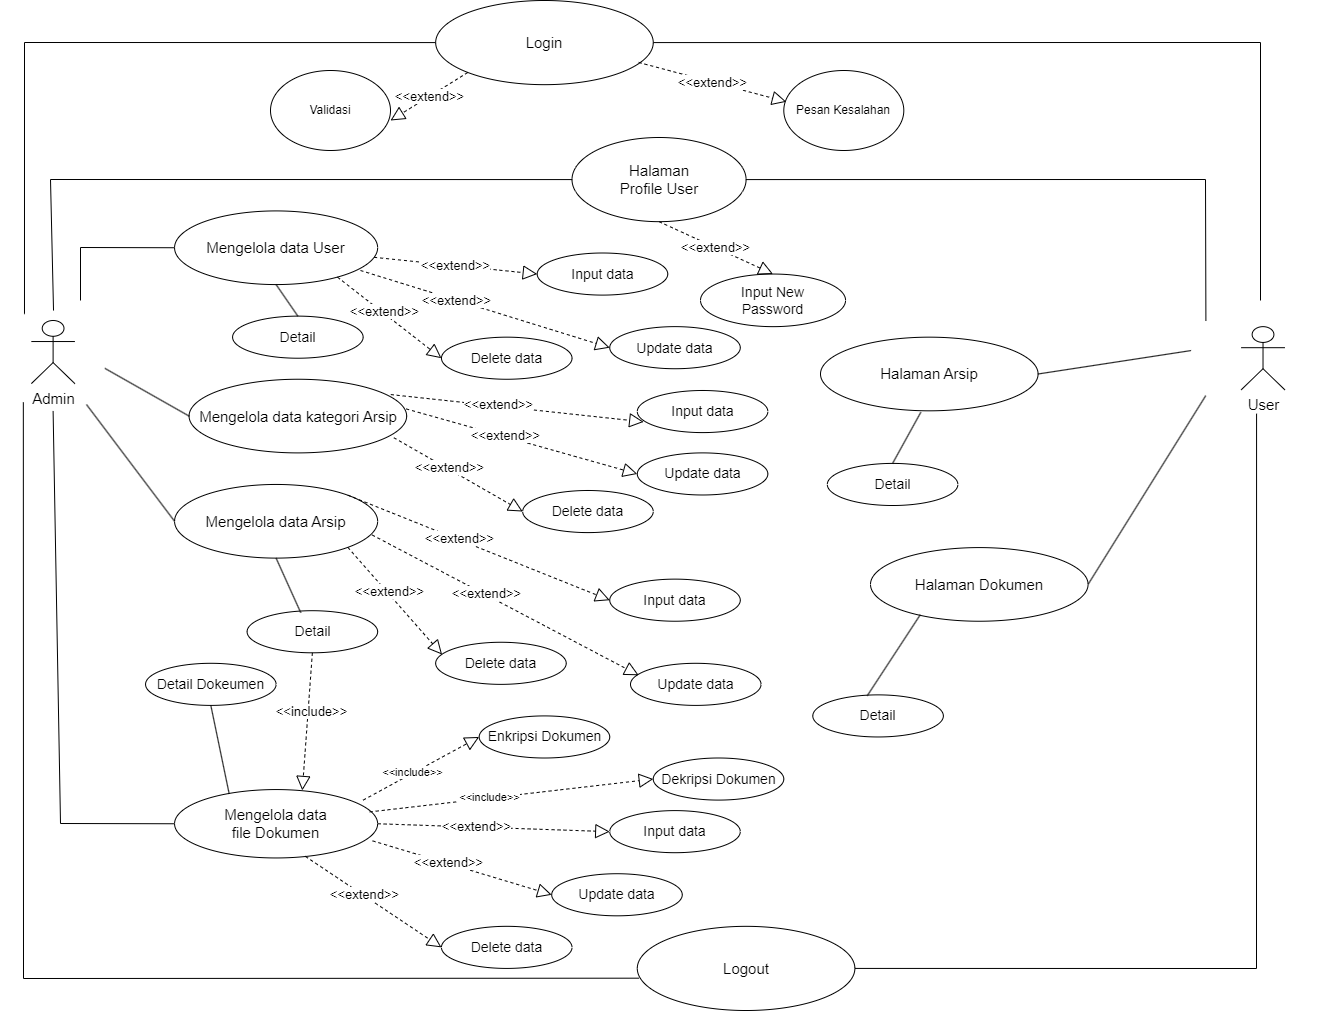 Login
<<extend>>
<<extend>>
Validasi
Pesan Kesalahan
Halaman
Profile User
Mengelola data User
<<extend>>
<<extend>>
Input data
<<extend>>
<<extend>>
Input New
Password
Detail
Delete data
Update data
Halaman Arsip
Admin
User
Mengelola data kategori Arsip
<<extend>>
Input data
<<extend>>
<<extend>>
Update data
Detail
Delete data
Mengelola data Arsip
<<extend>>
<<extend>>
<<extend>>
Input data
Halaman Dokumen
Detail
Delete data
Detail Dokeumen
Update data
<<include>>
Detail
Enkripsi Dokumen
<<include>>
Dekripsi Dokumen
<<include>>
Mengelola data
file Dokumen
<<extend>>
Input data
<<extend>>
Update data
<<extend>>
Delete data
Logout